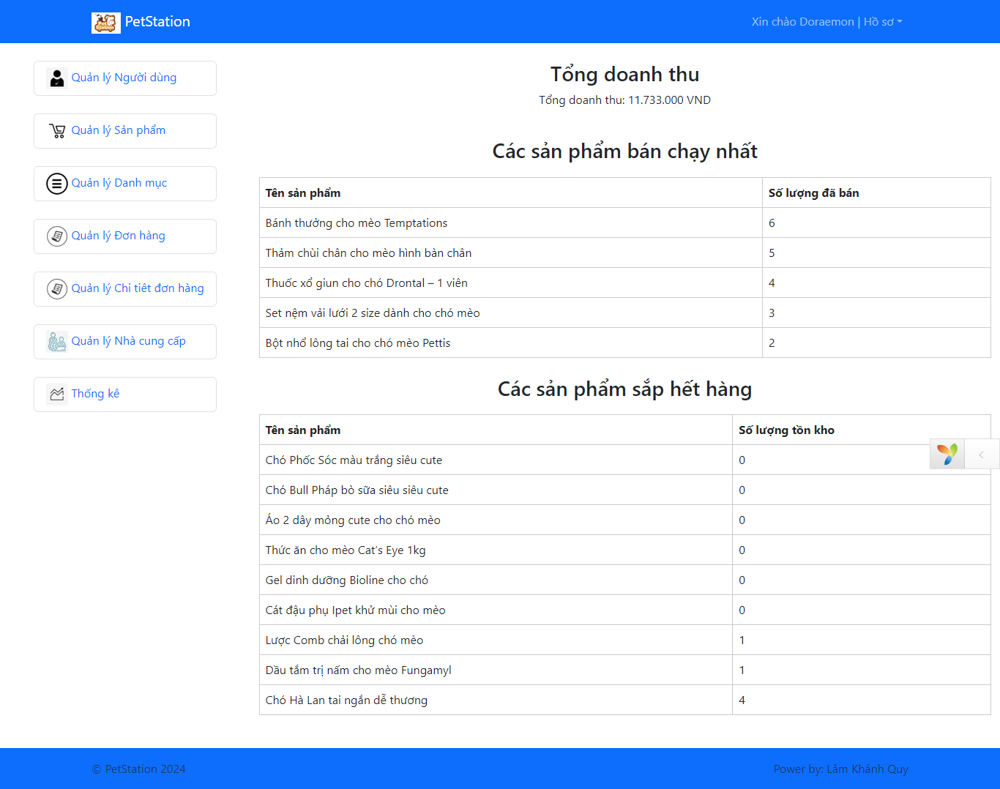 PetStation
Xin chào Doraemon | Hồ sơ
Quản lý Người dùng
Quản lý Sản phẩm
Quản lý Danh mục
Quản lý Đơn hàng
Quản lý Chi tiêt đơn hàng
Quản lý Nhà cung cấp
Thống kê
Tổng doanh thu
Tổng doanh thu: 11.733.000 VND
Các sản phẩm bán chạy nhất
Tên sản phẩm Số lượng đã bán
Bánh thưởng cho mèo Temptations 6
Thảm chùi chân cho mèo hình bàn chân 5
Thuốc xổ giun cho chó Drontal – 1 viên 4
Set nệm vải lưới 2 size dành cho chó mèo 3
Bột nhổ lông tai cho chó mèo Pettis 2
Các sản phẩm sắp hết hàng
Tên sản phẩm Số lượng tồn kho
Chó Phốc Sóc màu trắng siêu cute 0
Chó Bull Pháp bò sữa siêu siêu cute 0
Áo 2 dây mỏng cute cho chó mèo 0
Thức ăn cho mèo Cat’s Eye 1kg 0
Gel dinh dưỡng Bioline cho chó 0
Cát đậu phụ Ipet khử mùi cho mèo 0
Lược Comb chải lông chó mèo 1
Dầu tắm trị nấm cho mèo Fungamyl 1
Chó Hà Lan tai ngắn dễ thương 4
© PetStation 2024
Power by: Lâm Khánh Quy